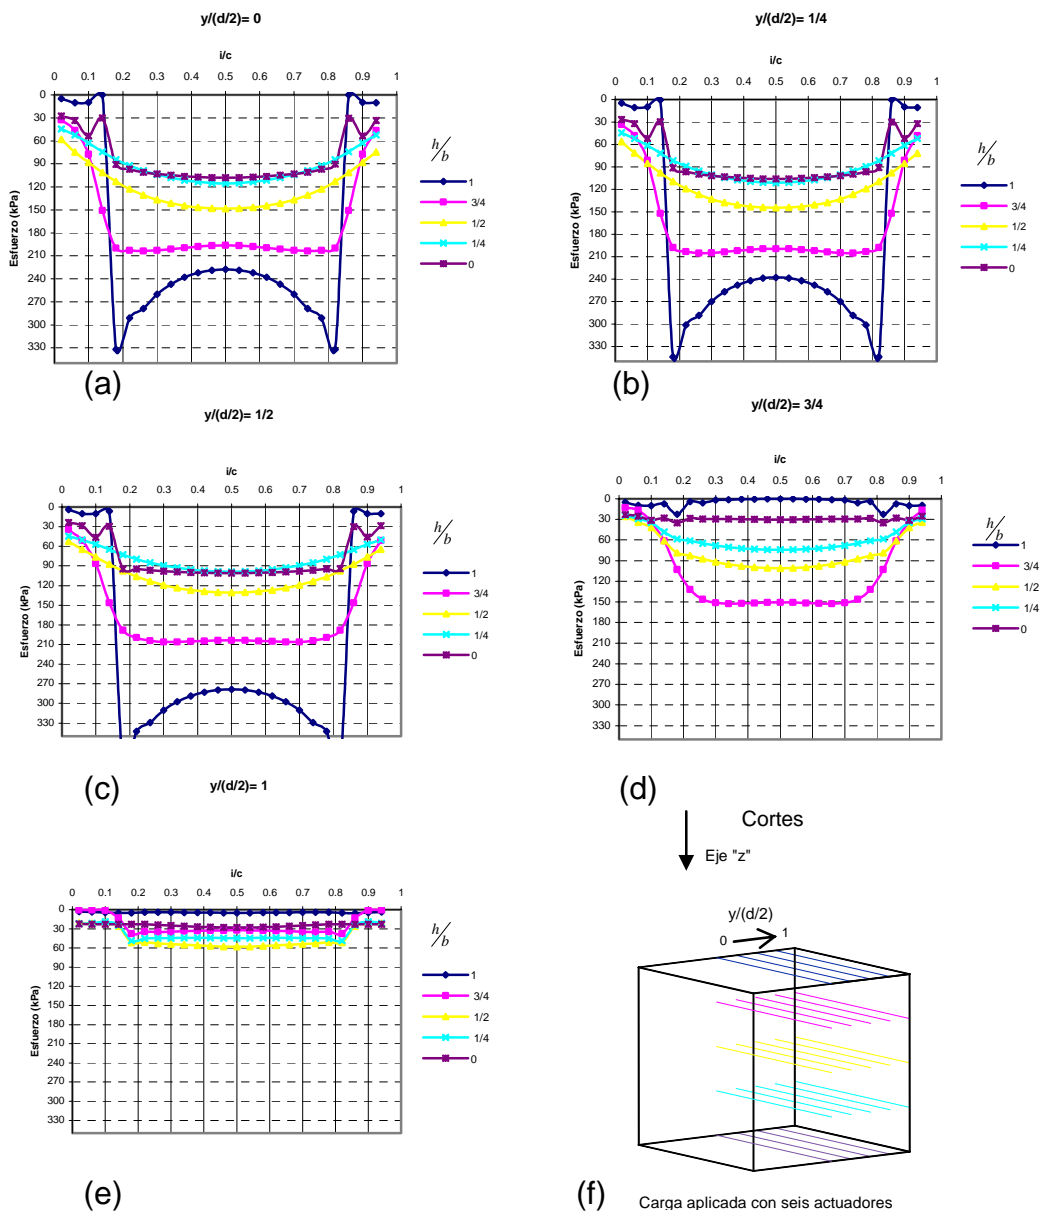 y/(d/2)= 0
i/c
0 0.1 0.2 0.3 0.4 0.5 0.6 0.7 0.8 0.9 1
0
30
60
90
120
150
180
210
240
270
300
330
Esfuerzo (kPa)
h/b
1
3/4
1/2
1/4
0
(a)
y/(d/2)= 1/4
i/c
0 0.1 0.2 0.3 0.4 0.5 0.6 0.7 0.8 0.9 1
0
30
60
90
120
150
180
210
240
270
300
330
Esfuerzo (kPa)
h/b
1
3/4
1/2
1/4
0
(b)
y/(d/2)= 1/2
i/c
0 0.1 0.2 0.3 0.4 0.5 0.6 0.7 0.8 0.9 1
0
30
60
90
120
150
180
210
240
270
300
330
Esfuerzo (kPa)
h/b
1
3/4
1/2
1/4
0
(c)
y/(d/2)= 3/4
i/c
0 0.1 0.2 0.3 0.4 0.5 0.6 0.7 0.8 0.9 1
0
30
60
90
120
150
180
210
240
270
300
330
Esfuerzo (kPa)
h/b
1
3/4
1/2
1/4
0
(d)
y/(d/2)= 1
i/c
0 0.1 0.2 0.3 0.4 0.5 0.6 0.7 0.8 0.9 1
0
30
60
90
120
150
180
210
240
270
300
330
Esfuerzo (kPa)
h/b
1
3/4
1/2
1/4
0
(e)
Cortes
Eje "z"
y/(d/2)
0
1
(f)
Carga aplicada con seis actuadores